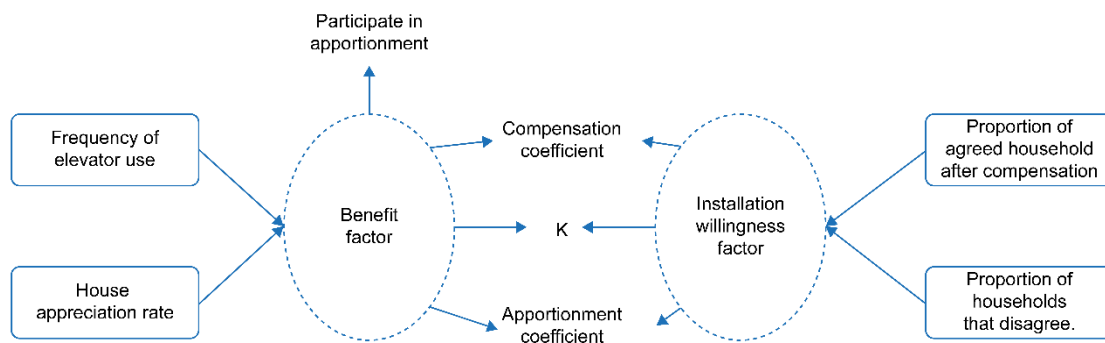 Participate in
apportionment
Frequency of
elevator use
House
appreciation rate
Benefit
factor
Compensation
coefficient
K
Apportionment
coefficient
Installation
willingness
factor
Proportion of
agreed household
after compensation
Proportion of
households
that disagree.